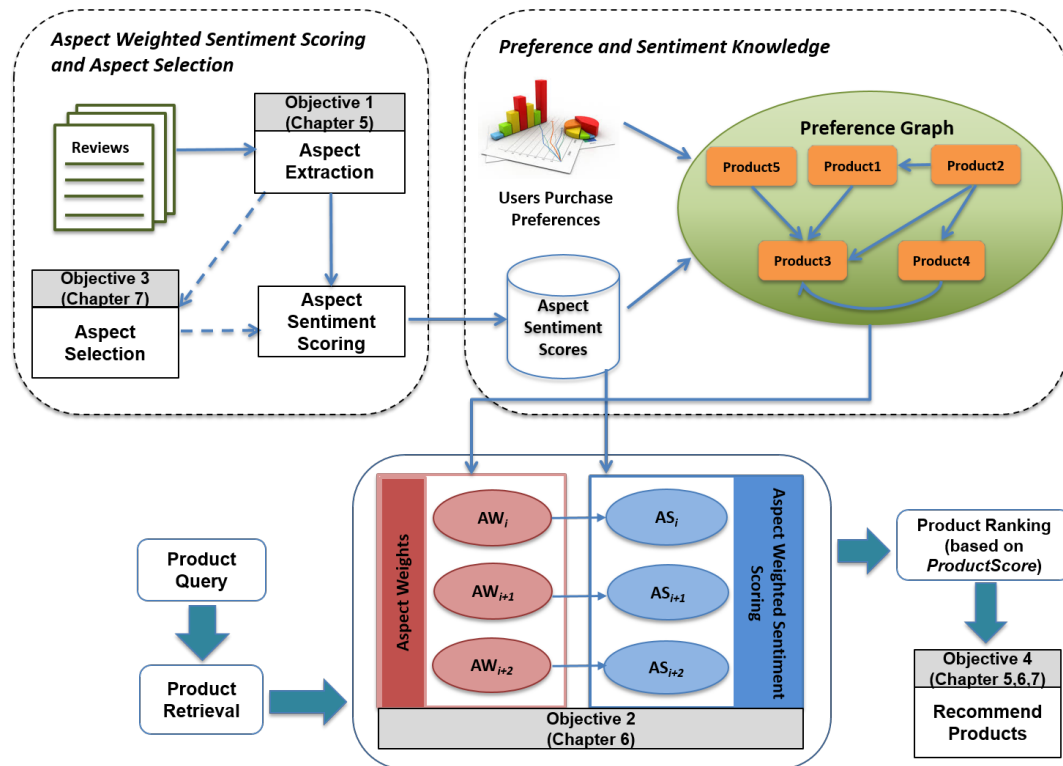 Aspect Weighted Sentiment Scoring
and Aspect Selection
Reviews
Objective 1
(Chapter 5)
Aspect
Extraction
Objective 3
(Chapter 7)
Aspect
Selection
Aspect
Sentiment
Scoring
Preference and Sentiment Knowledge
Users Purchase
Preferences
Aspect
Sentiment
Scores
Preference Graph
Product5
Product1
Product2
Product3
Product4
Product
Query
Product
Retrieval
Aspect Weights
AWi
AWi+1
AWi+2
ASi
ASi+1
ASi+2
Aspect Weighted Sentiment
Scoring
Objective 2
(Chapter 6)
Product Ranking
(based on
ProductScore)
Objective 4
(Chapter 5,6,7)
Recommend
Products